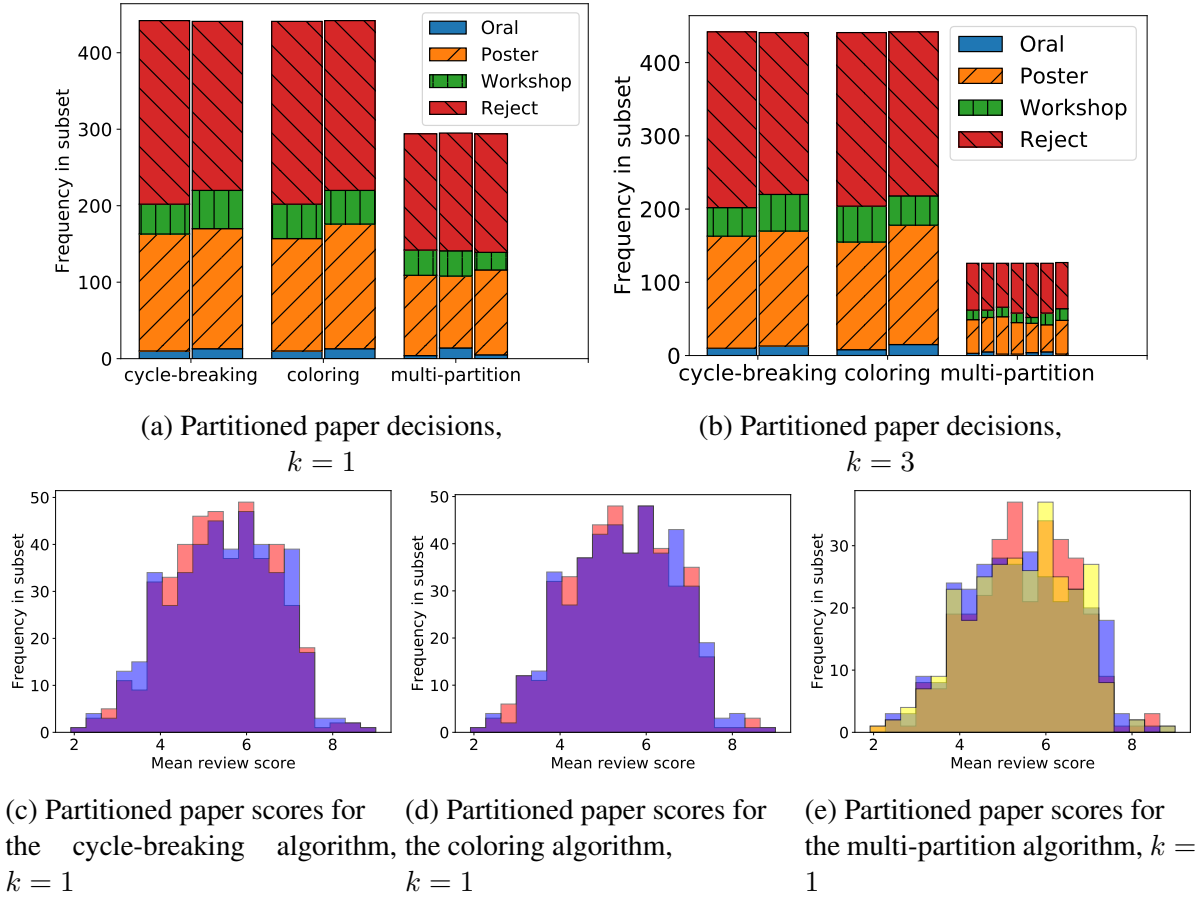 400
300
200
100
0
Frequency in subset
Oral
Poster
Workshop
Reject
cycle-breaking
coloring
multi-partition
(a) Partitioned paper decisions,
k = 1
400
300
200
100
0
Frequency in subset
Oral
Poster
Workshop
Reject
cycle-breaking
coloring
multi-partition
(b) Partitioned paper decisions,
k = 3
50
40
30
20
10
0
Frequency in subset
2
4
6
8
Mean review score
(c) Partitioned paper scores for
the cycle-breaking algorithm,
k = 1
50
40
30
20
10
0
Frequency in subset
2
4
6
8
Mean review score
(d) Partitioned paper scores for
the coloring algorithm,
k = 1
30
20
10
0
Frequency in subset
2
4
6
8
Mean review score
(e) Partitioned paper scores for
the multi-partition algorithm, k =
1